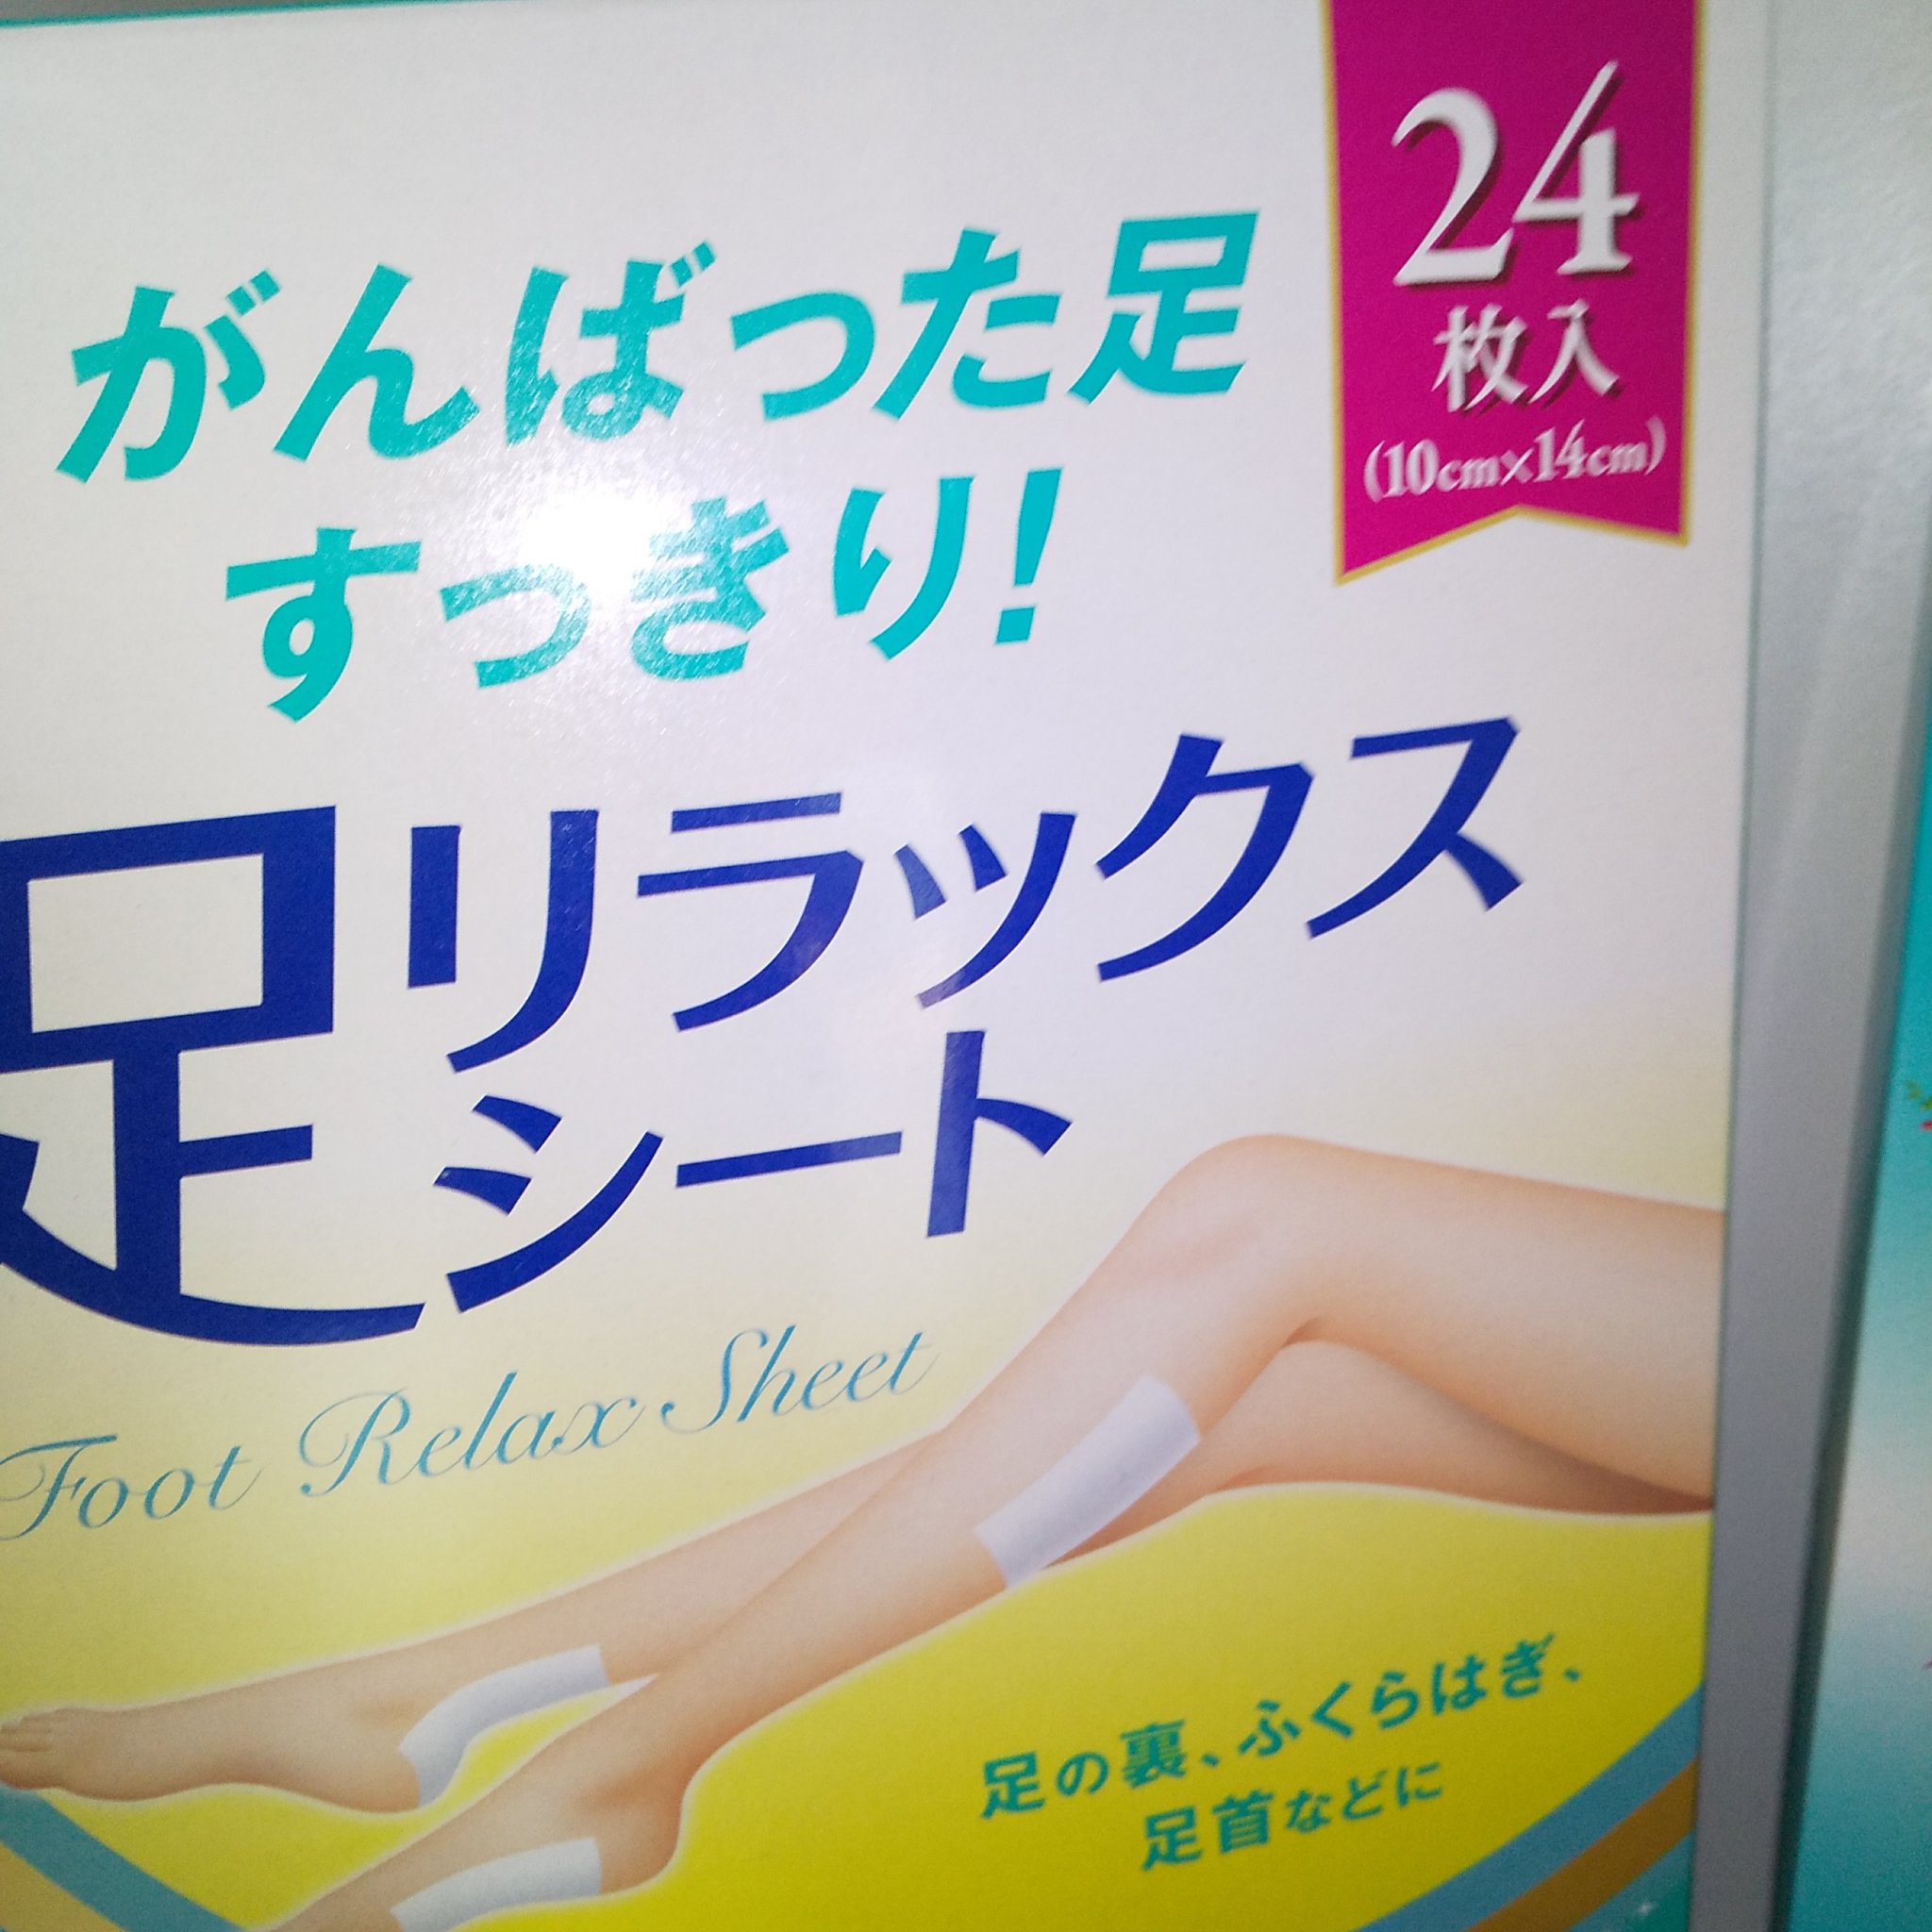 24
枚入
(10cm×14cm)
がんばった足
すっきり!
足リラックス
シート
Foot Relax Sheet
足の裏、ふくらはぎ、
足首などに